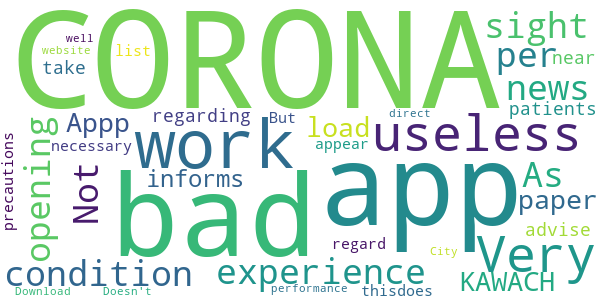 CORONA
well
website
list
take
sight
per
near
news
patients
regarding
But
direct
Appp
necessary
work
load
appear
useless
precautions
opening
Not
informs
bad
app
As
paper
advise
regard
Very
City
condition
experience
KAWACH
Download
Doesn't
performance
thisdoes